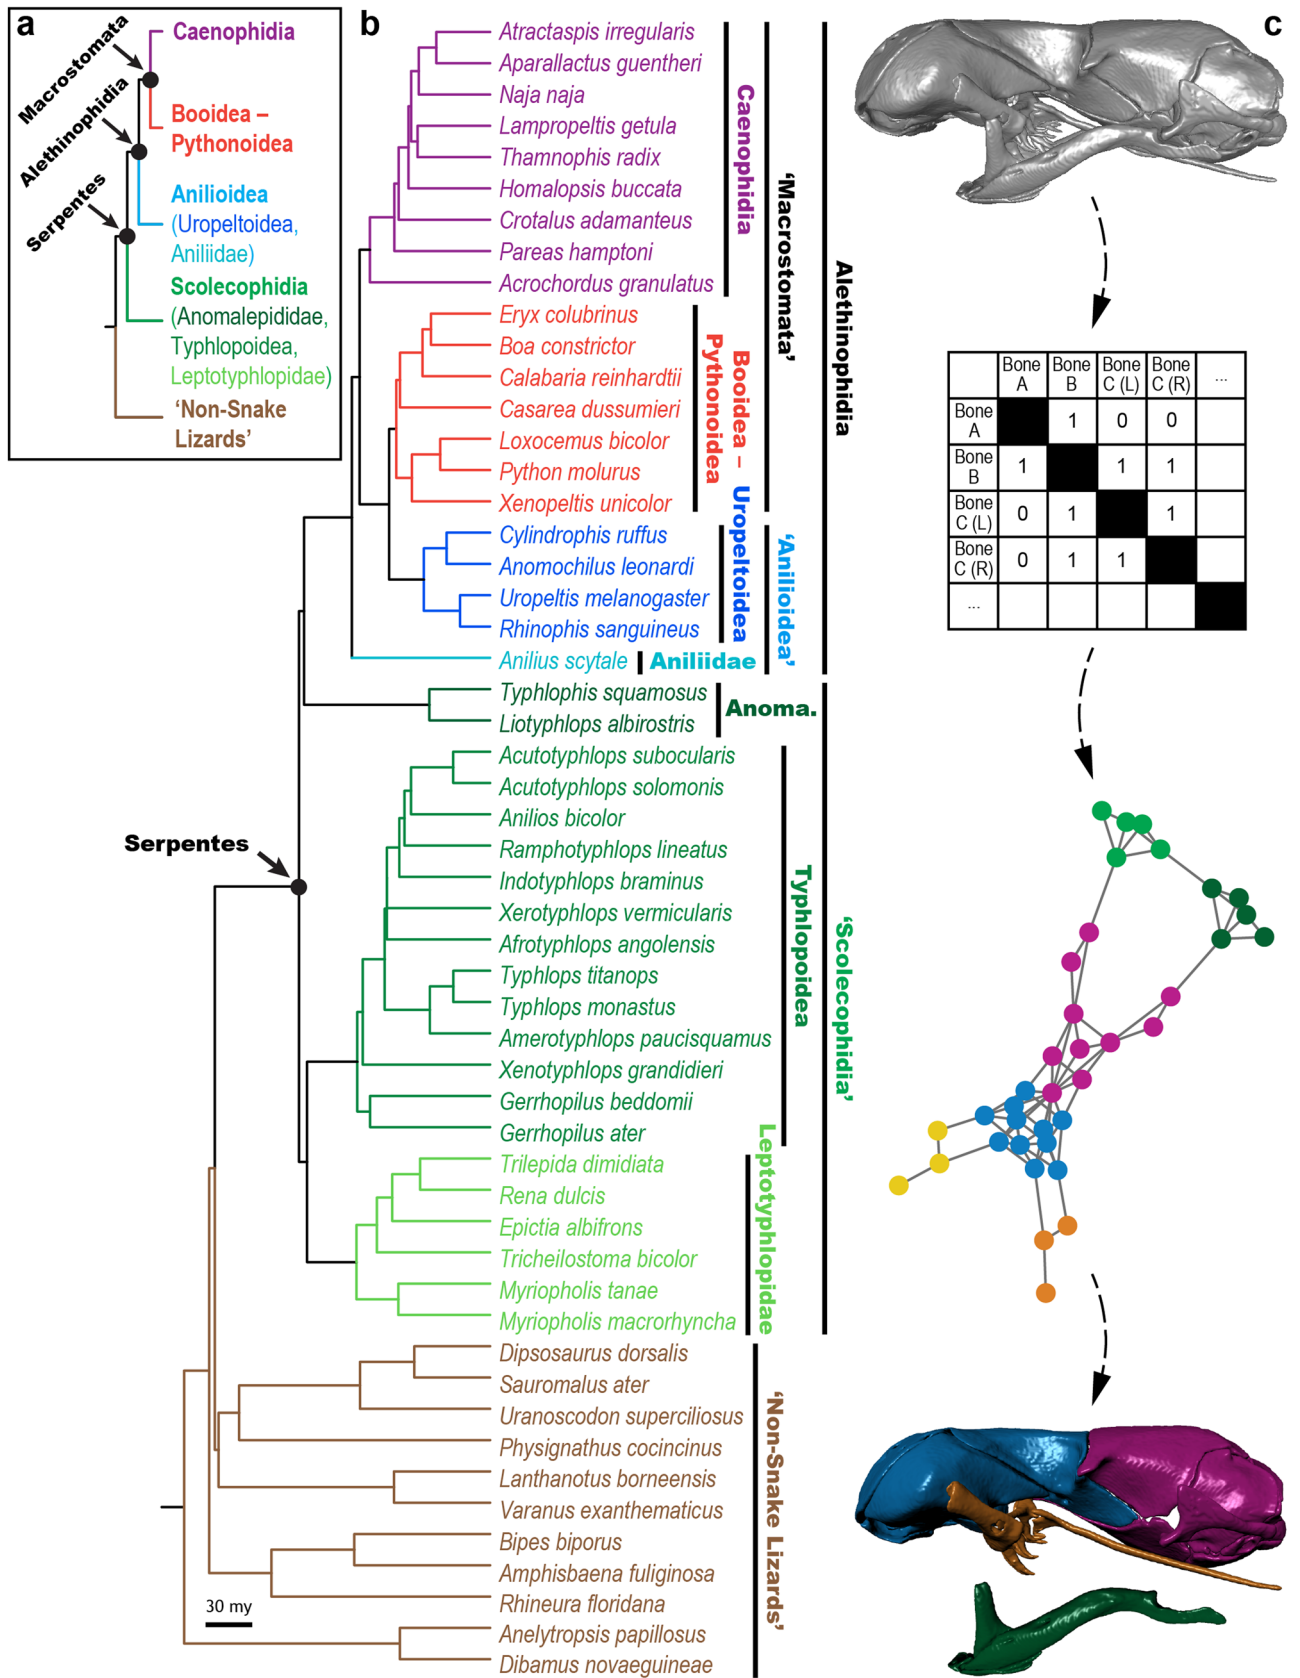 a
Caenophidia
Booidea –
Pythonoidea
Anilioidea
(Uropeltoidea,
Aniliidae)
Scolecophidia
(Anomalepididae,
Typhlopoidea,
Leptotyphlopidae)
‘Non-Snake
Lizards’
Macrostomata
Alethinophidia
Serpentes
b
Atractaspis irregularis
Aparallactus guentheri
Naja naja
Lampropeltis getula
Thamnophis radix
Homalopsis buccata
Crotalus adamanteus
Pareas hamptoni
Acrochordus granulatus
Eryx colubrinus
Boa constrictor
Calabaria reinhardtii
Casarea dussumieri
Loxocemus bicolor
Python molurus
Xenopeltis unicolor
Cylindrophis ruffus
Anomochilus leonardi
Uropeltis melanogaster
Rhinophis sanguineus
Anilius scytale
Typhlophis squamosus
Liotyphlops albirostris
Acutotyphlops subocularis
Acutotyphlops solomonis
Anilios bicolor
Ramphotyphlops lineatus
Indotyphlops braminus
Xerotyphlops vermicularis
Afrotyphlops angolensis
Typhlops titanops
Typhlops monastus
Amerotyphlops paucisquamus
Xenotyphlops grandidieri
Gerrhopilus beddomii
Gerrhopilus ater
Trilepida dimidiata
Rena dulcis
Epictia albifrons
Tricheilostoma bicolor
Myriopholis tanae
Myriopholis macrorhyncha
Dipsosaurus dorsalis
Sauromalus ater
Uranoscodon superciliosus
Physignathus cocincinus
Lanthanotus borneensis
Varanus exanthematicus
Bipes biporus
Amphisbaena fuliginosa
Rhineura floridana
Anelytropsis papillosus
Dibamus novaeguineae
Serpentes
30 my
Caenophidia
Booidea –
Pythonoidea
Uropeltoidea
Aniliidae
Anoma.
Typhlopoidea
Leptotyphlopidae
‘Non-Snake Lizards’
‘Macrostomata’
‘Anilioidea’
Alethinophidia
‘Scolecophidia’
c
Bone A Bone B Bone C (L) Bone C (R) ...
Bone A 1 0 0
Bone B 1 1 1
Bone C (L) 0 1 1
Bone C (R) 0 1 1
...